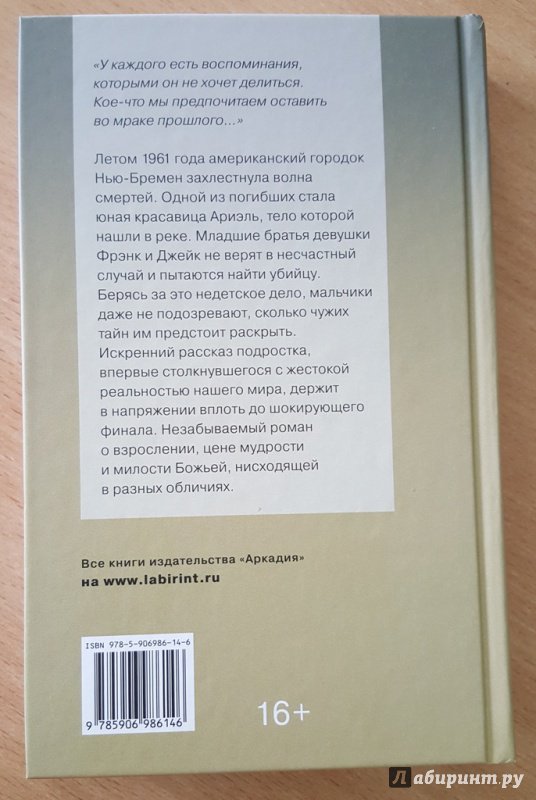 «У каждого есть воспоминания,
которыми он не хочет делиться.
Кое-что мы предпочитаем оставить
во мраке прошлого...»
Летом 1961 года американский городок
Нью-Бремен захлестнула волна
смертей. Одной из погибших стала
юная красавица Ариэль, тело которой
нашли в реке. Младшие братья девушки
Фрэнк и Джейк не верят в несчастный
случай и пытаются найти убийцу.
Берясь за это недетское дело, мальчики
даже не подозревают, сколько чужих
тайн им предстоит раскрыть.
Искренний рассказ подростка,
впервые столкнувшегося с жестокой
реальностью нашего мира, держит
в напряжении вплоть до шокирующего
финала. Незабываемый роман
о взрослении, цене мудрости
и милости Божьей, нисходящей
в разных обличиях.
Все книги издательства «Аркадия»
на www.labirint.ru
ISBN 978-5-906986-14-6
9 785906 986146
16+
Лабиринт.ру